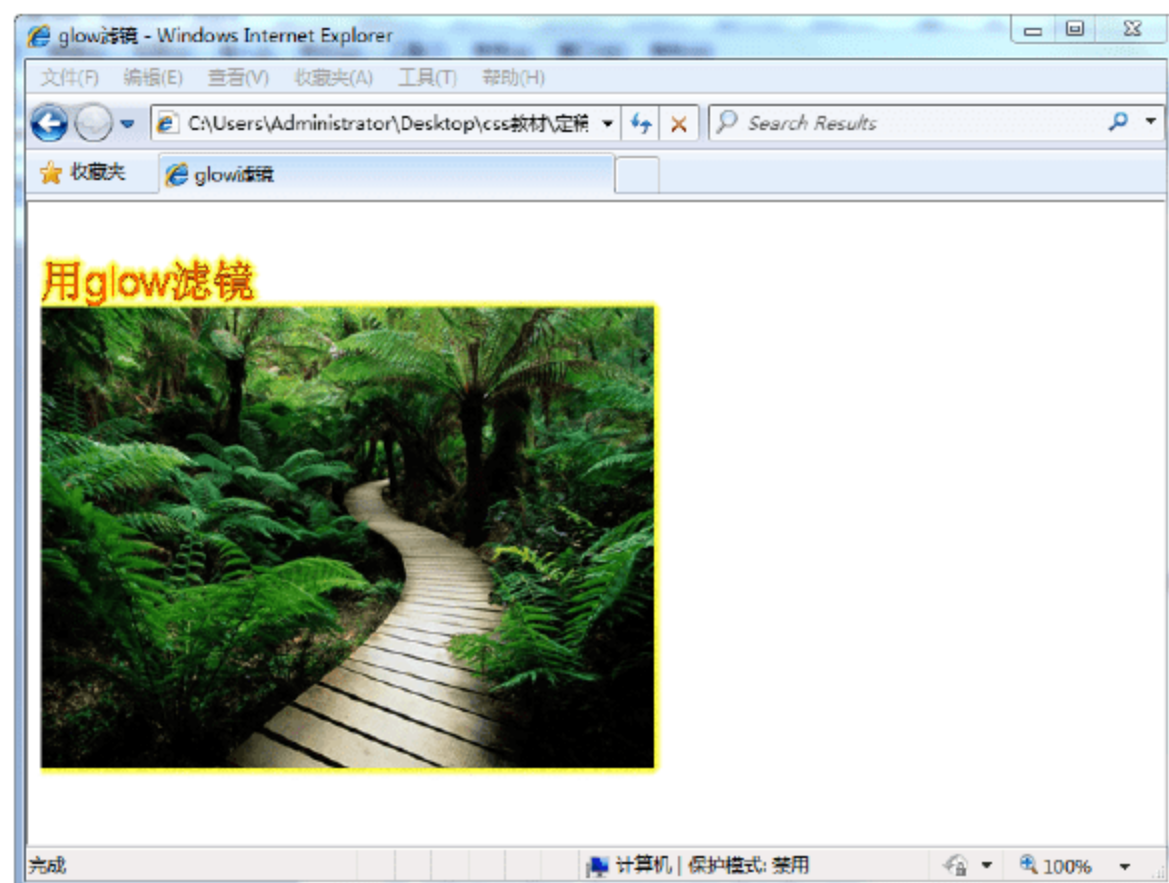 glow滤镜 - Windows Internet Explorer
文件(F) 编辑(E) 查看(V) 收藏夹(A) 工具(T) 帮助(H)
C:\Users\Administrator\Desktop\css教材\定稿 Search Results
收藏夹 glow滤镜
用glow滤镜
完成 计算机 | 保护模式: 禁用 100%